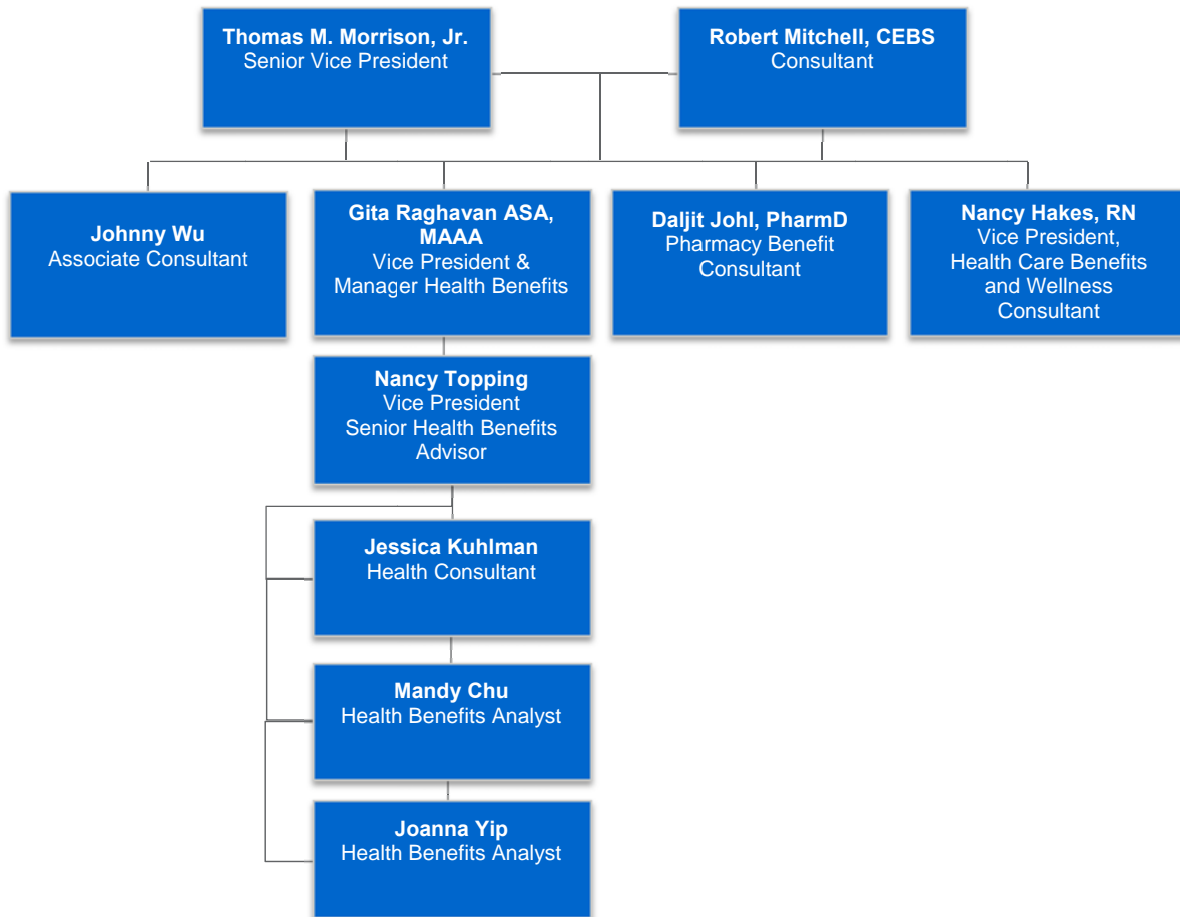 Thomas M. Morrison, Jr.
Senior Vice President
Robert Mitchell, CEBS
Consultant
Johnny Wu
Associate Consultant
Gita Raghavan ASA,
MAAA
Vice President &
Manager Health Benefits
Daljit Johl, PharmD
Pharmacy Benefit
Consultant
Nancy Hakes, RN
Vice President,
Health Care Benefits
and Wellness
Consultant
Nancy Topping
Vice President
Senior Health Benefits
Advisor
Jessica Kuhlman
Health Consultant
Mandy Chu
Health Benefits Analyst
Joanna Yip
Health Benefits Analyst